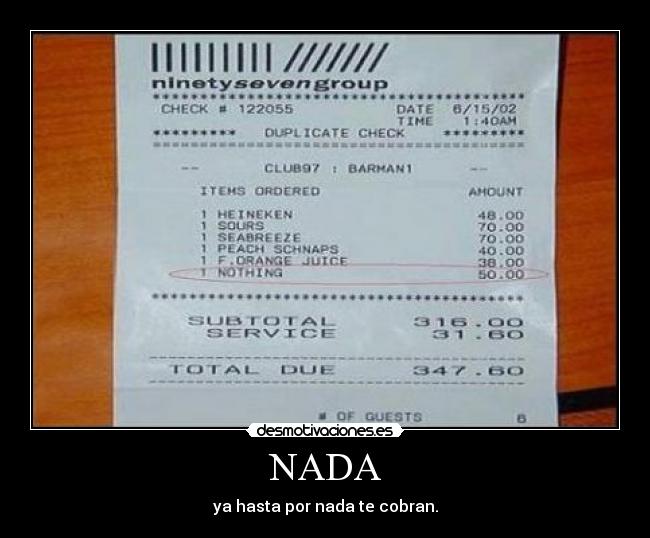 ninetysevengroup
*************************************
CHECK # 122055 DATE 6/15/02
TIME 1:40AM
********* DUPLICATE CHECK *********
=====================================
-- CLUB97 : BARMAN1 --
ITEMS ORDERED AMOUNT
1 HEINEKEN 48.00
1 SOURS 70.00
1 SEABREEZE 70.00
1 PEACH SCHNAPS 40.00
1 F.ORANGE JUICE 38.00
1 NOTHING 50.00
*************************************
SUBTOTAL 316.00
SERVICE 31.60
-------------------------------------
TOTAL DUE 347.60
-------------------------------------
# OF GUESTS 6
desmotivaciones.es
NADA
ya hasta por nada te cobran.